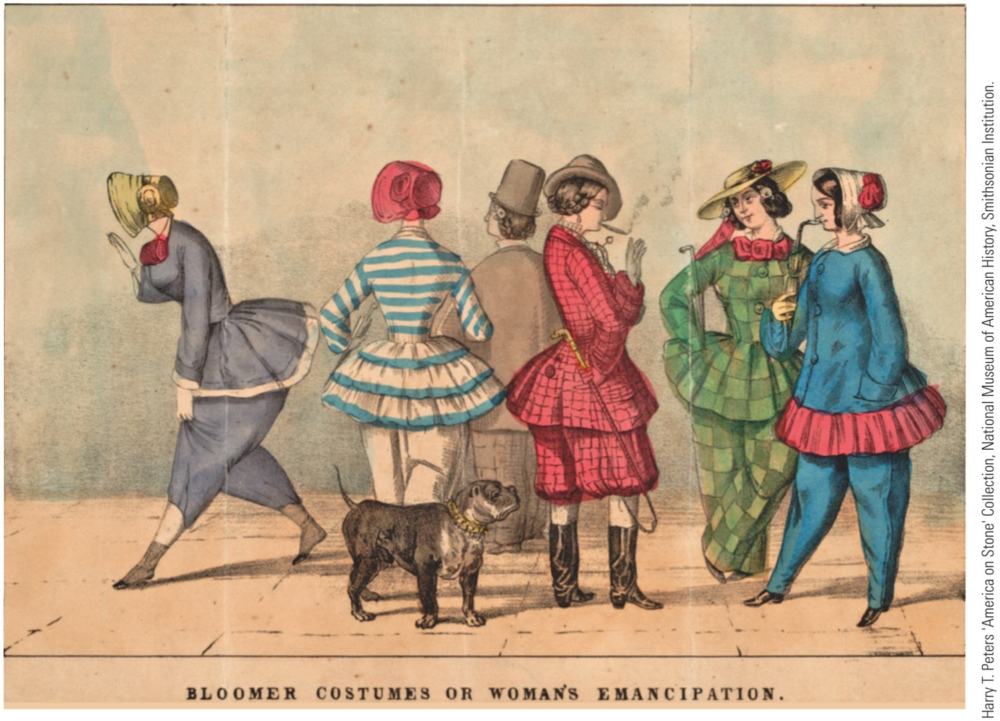 BLOOMER COSTUMES OR WOMAN'S EMANCIPATION.
Harry T. Peters 'America on Stone' Collection, National Museum of American History, Smithsonian Institution.